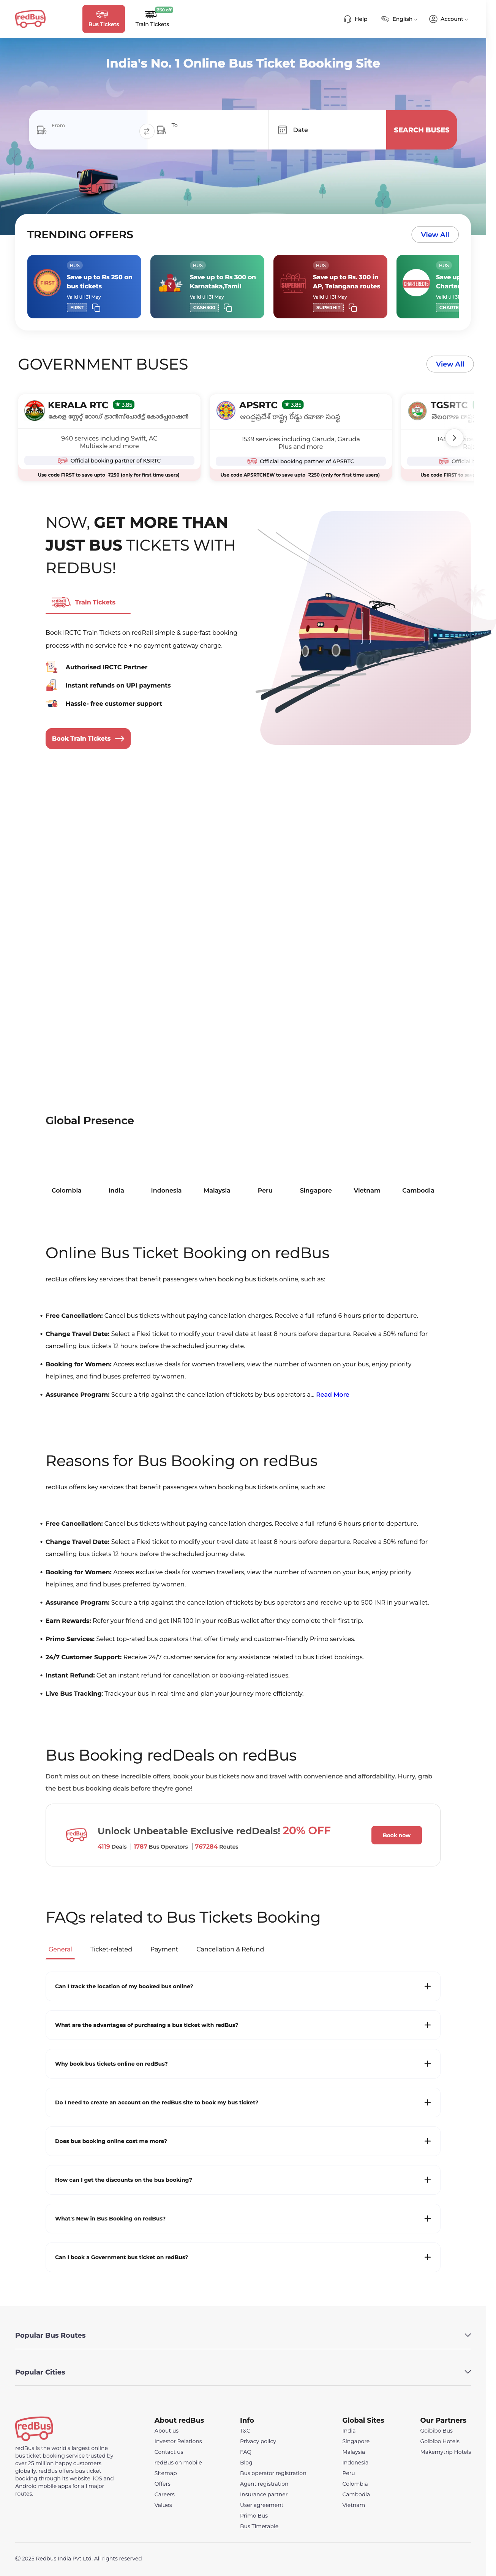 redBus
Bus Tickets
₹60 off
Train Tickets
Help
English
Account
India's No. 1 Online Bus Ticket Booking Site
From
To
Date
SEARCH BUSES
TRENDING OFFERS
View All
FIRST
BUS
Save up to Rs 250 on
bus tickets
Valid till 31 May
FIRST
BUS
Save up to Rs 300 on
Karnataka,Tamil
Valid till 31 May
CASH300
SUPERHIT
BUS
Save up to Rs. 300 in
AP, Telangana routes
Valid till 31 May
SUPERHIT
BUS
Valid till 31
GOVERNMENT BUSES
View All
KERALA RTC
3.85
കേരള സ്റ്റേറ്റ് റോഡ് ട്രാൻസ്പോർട്ട് കോർപ്പറേഷൻ
940 services including Swift, AC
Multiaxle and more
Official booking partner of KSRTC
Use code FIRST to save upto ₹250 (only for first time users)
APSRTC
3.85
ఆంధ్రప్రదేశ్ రాష్ట్ర రోడ్డు రవాణా సంస్థ
1539 services including Garuda, Garuda
Plus and more
Official booking partner of APSRTC
Use code APSRTCNEW to save upto ₹250 (only for first time users)
TGSRTC
Use code FIRST to
NOW, GET MORE THAN
JUST BUS TICKETS WITH
REDBUS!
redRail
Train Tickets
Book IRCTC Train Tickets on redRail simple & superfast booking
process with no service fee + no payment gateway charge.
Authorised IRCTC Partner
Instant refunds on UPI payments
Hassle- free customer support
Book Train Tickets
Global Presence
Colombia India Indonesia Malaysia Peru Singapore Vietnam Cambodia
Online Bus Ticket Booking on redBus
redBus offers key services that benefit passengers when booking bus tickets online, such as:
• Free Cancellation: Cancel bus tickets without paying cancellation charges. Receive a full refund 6 hours prior to departure.
• Change Travel Date: Select a Flexi ticket to modify your travel date at least 8 hours before departure. Receive a 50% refund for
cancelling bus tickets 12 hours before the scheduled journey date.
• Booking for Women: Access exclusive deals for women travellers, view the number of women on your bus, enjoy priority
helplines, and find buses preferred by women.
• Assurance Program: Secure a trip against the cancellation of tickets by bus operators a... Read More
Reasons for Bus Booking on redBus
redBus offers key services that benefit passengers when booking bus tickets online, such as:
• Free Cancellation: Cancel bus tickets without paying cancellation charges. Receive a full refund 6 hours prior to departure.
• Change Travel Date: Select a Flexi ticket to modify your travel date at least 8 hours before departure. Receive a 50% refund for
cancelling bus tickets 12 hours before the scheduled journey date.
• Booking for Women: Access exclusive deals for women travellers, view the number of women on your bus, enjoy priority
helplines, and find buses preferred by women.
• Assurance Program: Secure a trip against the cancellation of tickets by bus operators and receive up to 500 INR in your wallet.
• Earn Rewards: Refer your friend and get INR 100 in your redBus wallet after they complete their first trip.
• Primo Services: Select top-rated bus operators that offer timely and customer-friendly Primo services.
• 24/7 Customer Support: Receive 24/7 customer service for any assistance related to bus ticket bookings.
• Instant Refund: Get an instant refund for cancellation or booking-related issues.
• Live Bus Tracking: Track your bus in real-time and plan your journey more efficiently.
Bus Booking redDeals on redBus
Don't miss out on these incredible offers, book your bus tickets now and travel with convenience and affordability. Hurry, grab
the best bus booking deals before they're gone!
redBus
Unlock Unbeatable Exclusive redDeals! 20% OFF
4119 Deals | 1787 Bus Operators | 767284 Routes
Book now
FAQs related to Bus Tickets Booking
General Ticket-related Payment Cancellation & Refund
Can I track the location of my booked bus online?
What are the advantages of purchasing a bus ticket with redBus?
Why book bus tickets online on redBus?
Do I need to create an account on the redBus site to book my bus ticket?
Does bus booking online cost me more?
How can I get the discounts on the bus booking?
What's New in Bus Booking on redBus?
Can I book a Government bus ticket on redBus?
Popular Bus Routes
Popular Cities
redBus
redBus is the world's largest online
bus ticket booking service trusted by
over 25 million happy customers
globally. redBus offers bus ticket
booking through its website, iOS and
Android mobile apps for all major
routes.
About redBus
About us
Investor Relations
Contact us
redBus on mobile
Sitemap
Offers
Careers
Values
Info
T&C
Privacy policy
FAQ
Blog
Bus operator registration
Agent registration
Insurance partner
User agreement
Primo Bus
Bus Timetable
Global Sites
India
Singapore
Malaysia
Indonesia
Peru
Colombia
Cambodia
Vietnam
Our Partners
Goibibo Bus
Goibibo Hotels
Makemytrip Hotels
© 2025 Redbus India Pvt Ltd. All rights reserved